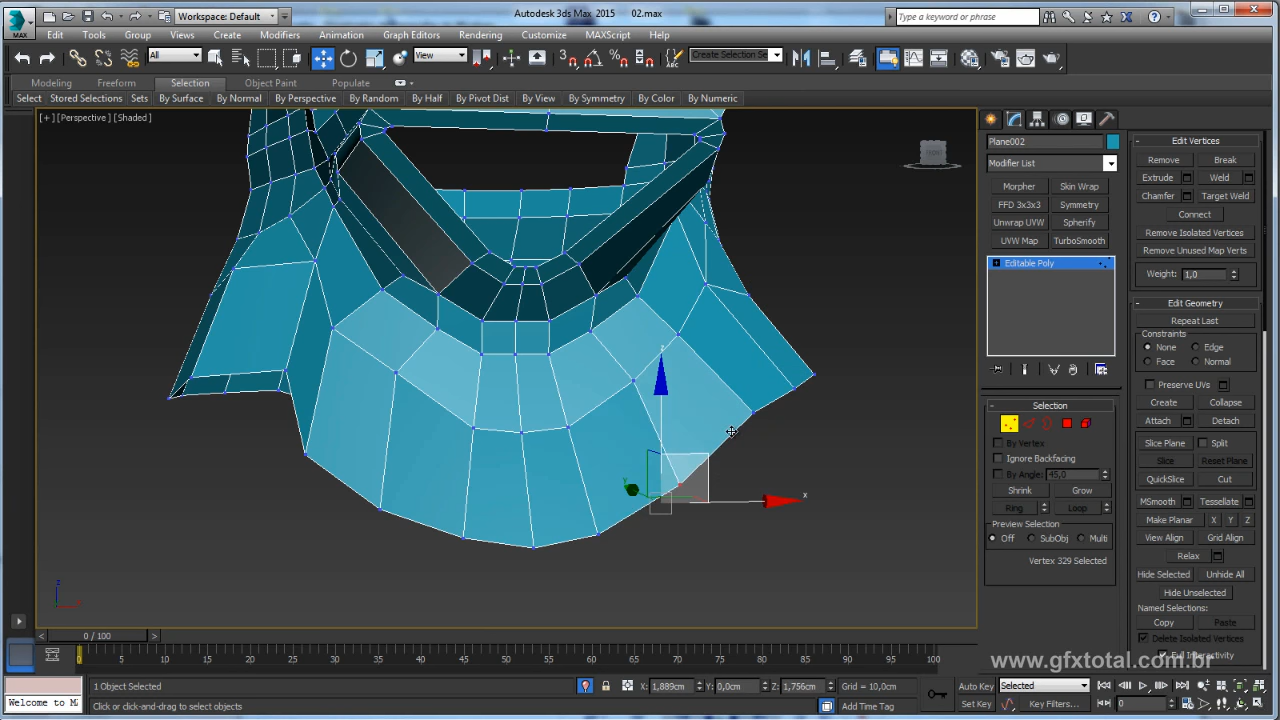 Autodesk 3ds Max 2015 02.max
Workspace: Default
Type a keyword or phrase
MAX
Edit Tools Group Views Create Modifiers Animation Graph Editors Rendering Customize MAXScript Help
All View Create Selection Se
Modeling Freeform Selection Object Paint Populate
Select Stored Selections Sets By Surface By Normal By Perspective By Random By Half By Pivot Dist By View By Symmetry By Color By Numeric
[+] [Perspective] [Shaded]
FRONT
z
x
y
z
Plane002
Modifier List
Morpher Skin Wrap
FFD 3x3x3 Symmetry
Unwrap UVW Spherify
UVW Map TurboSmooth
Editable Poly
Selection
By Vertex
Ignore Backfacing
By Angle: 45,0
Shrink Grow
Ring Loop
Preview Selection
Off SubObj Multi
Vertex 329 Selected
Edit Vertices
Remove Break
Extrude Weld
Chamfer Target Weld
Connect
Remove Isolated Vertices
Remove Unused Map Verts
Weight: 1,0
Edit Geometry
Repeat Last
Constraints
None Edge
Face Normal
Preserve UVs
Create Collapse
Attach Detach
Slice Plane Split
Slice Reset Plane
QuickSlice Cut
MSmooth Tessellate
Make Planar X Y Z
View Align Grid Align
Relax
Hide Selected Unhide All
Hide Unselected
Named Selections:
Copy Paste
Delete Isolated Vertices
Full Interactivity
www.gfxtotal.com.br
< 0 / 100 >
0 5 10 15 20 25 30 35 40 45 50 55 60 65 70 75 80 85 90 95 100
1 Object Selected X: 1,889cm Y: 0,0cm Z: 1,756cm Grid = 10,0cm Auto Key Selected
Welcome to M Click or click-and-drag to select objects Add Time Tag Set Key Key Filters... 0